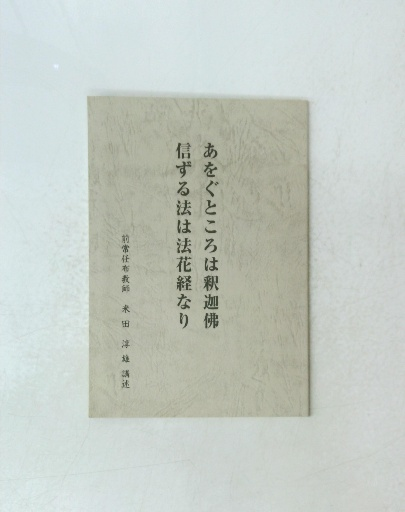 あをぐところは釈迦佛
信ずる法は法花経なり
前常任布教師 米田淳雄 講述